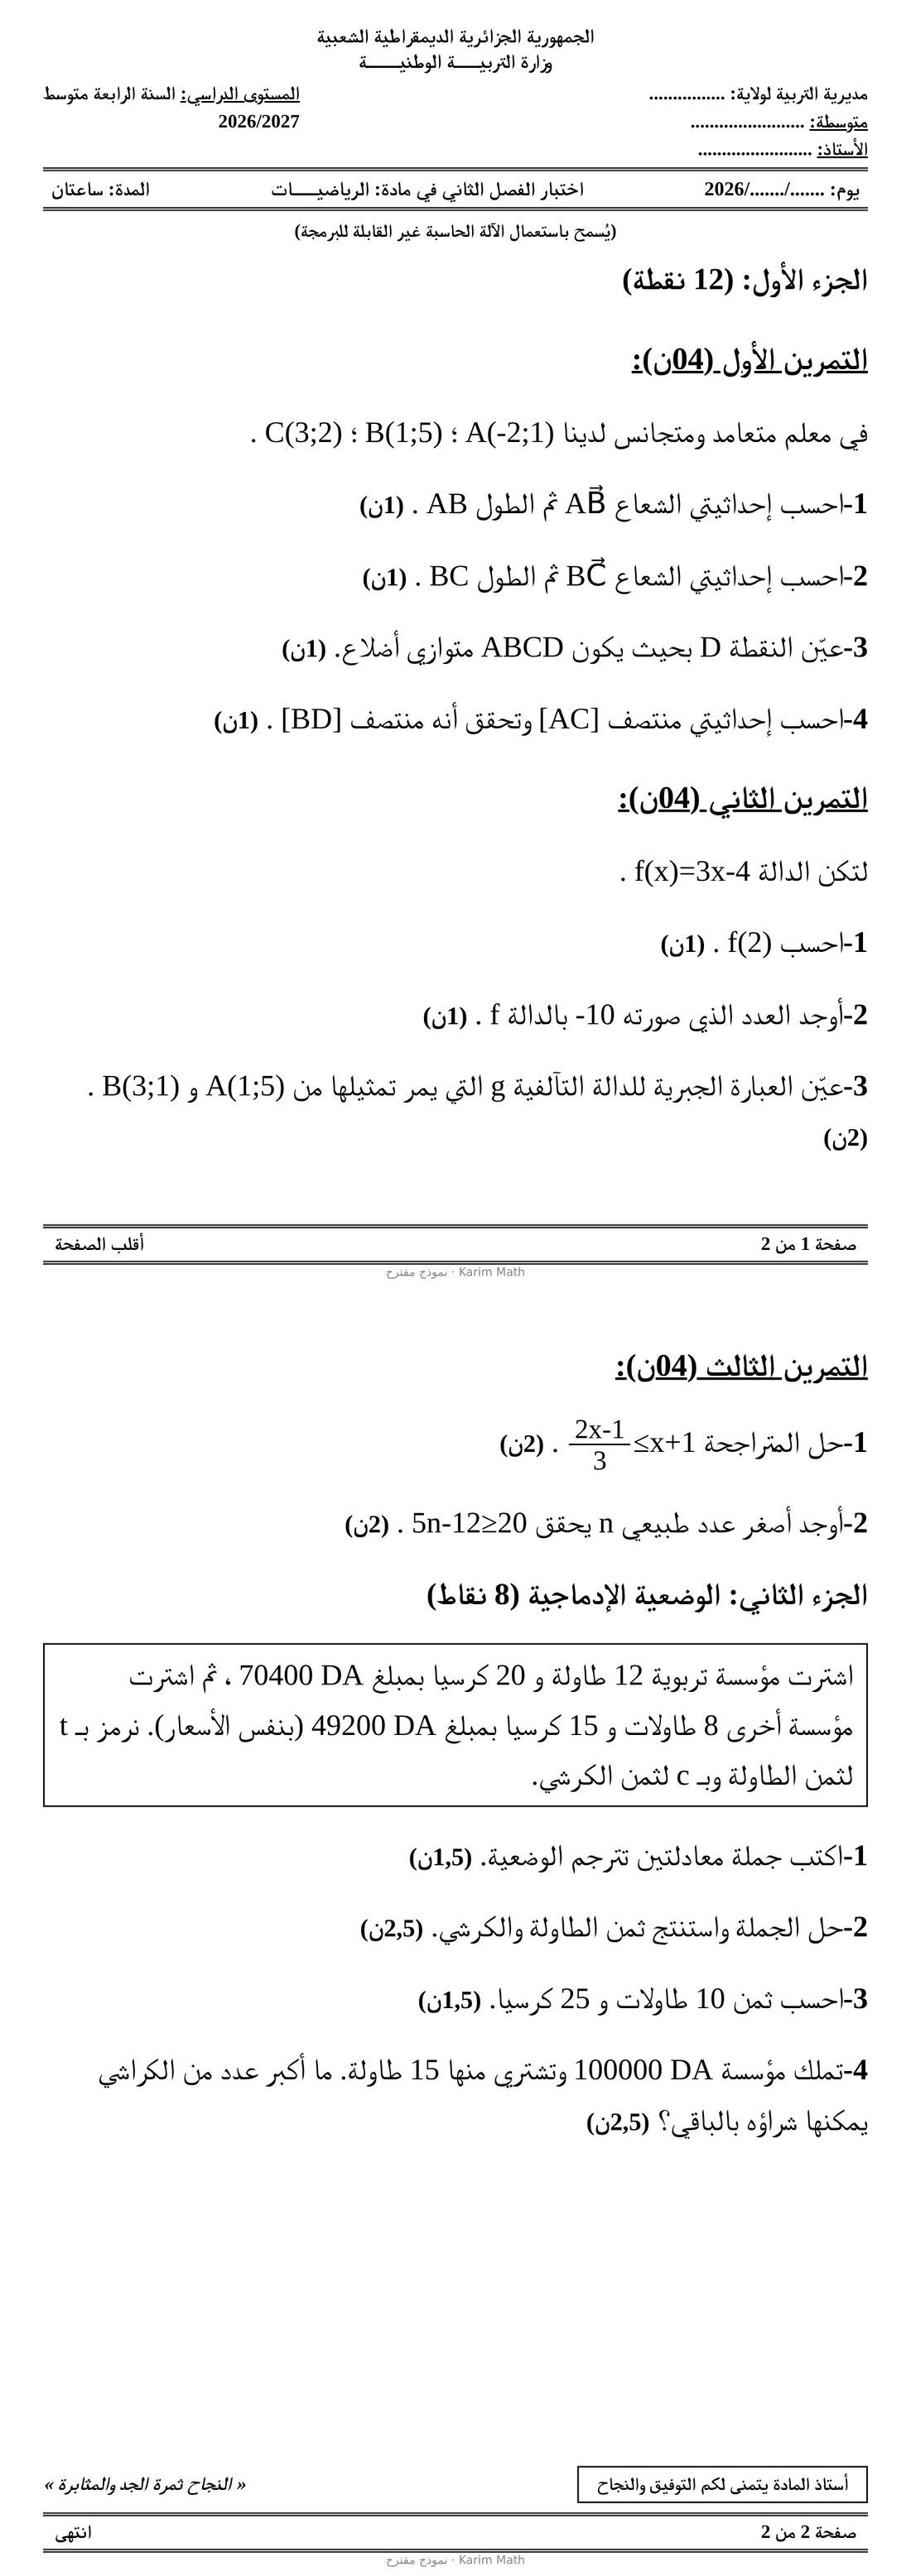 الجمهورية الجزائرية الديمقراطية الشعبية
وزارة التربيــــة الوطنيــــــة
مديرية التربية لولاية: ................
المستوى الدراسي: السنة الرابعة متوسط
متوسطة: ........................
2026/2027
الأستاذ: ........................
يوم: ......./......./2026
اختبار الفصل الثاني في مادة: الرياضيــــات
المدة: ساعتان
(يُسمح باستعمال الآلة الحاسبة غير القابلة للبرمجة)
الجزء الأول: (12 نقطة)
التمرين الأول (04ن):
في معلم متعامد ومتجانس لدينا A(-2;1) ؛ B(1;5) ؛ C(3;2) .
1-احسب إحداثيتي الشعاع AB⃗ ثم الطول AB . (1ن)
2-احسب إحداثيتي الشعاع BC⃗ ثم الطول BC . (1ن)
3-عيّن النقطة D بحيث يكون ABCD متوازي أضلاع. (1ن)
4-احسب إحداثيتي منتصف [AC] وتحقق أنه منتصف [BD] . (1ن)
التمرين الثاني (04ن):
لتكن الدالة f(x)=3x-4 .
1-احسب f(2) . (1ن)
2-أوجد العدد الذي صورته 10- بالدالة f . (1ن)
3-عيّن العبارة الجبرية للدالة التآلفية g التي يمر تمثيلها من A(1;5) و B(3;1) .
(2ن)
صفحة 1 من 2
أقلب الصفحة
Karim Math · نموذج مقترح
التمرين الثالث (04ن):
1-حل المتراجحة (2x-1)/3≤x+1 . (2ن)
2-أوجد أصغر عدد طبيعي n يحقق 5n-12≥20 . (2ن)
الجزء الثاني: الوضعية الإدماجية (8 نقاط)
اشترت مؤسسة تربوية 12 طاولة و 20 كرسيا بمبلغ 70400 DA ، ثم اشترت
مؤسسة أخرى 8 طاولات و 15 كرسيا بمبلغ 49200 DA (بنفس الأسعار). نرمز بـ t
لثمن الطاولة وبـ c لثمن الكرشي.
1-اكتب جملة معادلتين تترجم الوضعية. (1,5ن)
2-حل الجملة واستنتج ثمن الطاولة والكرشي. (2,5ن)
3-احسب ثمن 10 طاولات و 25 كرسيا. (1,5ن)
4-تملك مؤسسة 100000 DA وتشتري منها 15 طاولة. ما أكبر عدد من الكراشي
يمكنها شراؤه بالباقي؟ (2,5ن)
أستاذ المادة يتمنى لكم التوفيق والنجاح
« النجاح ثمرة الجد والمثابرة »
صفحة 2 من 2
انتهى
Karim Math · نموذج مقترح